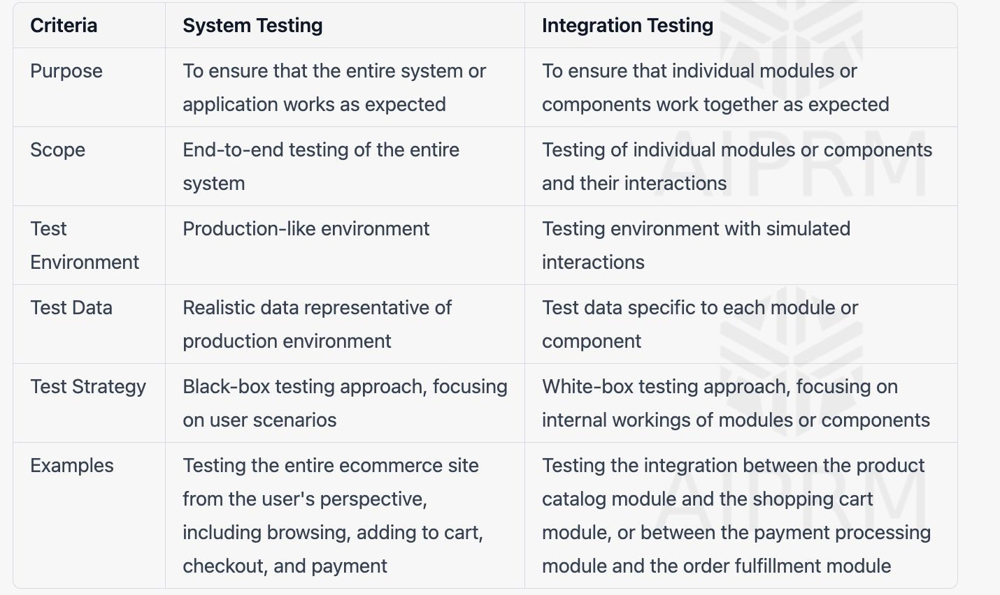 Criteria
System Testing
Integration Testing
Purpose
To ensure that the entire system or
application works as expected
To ensure that individual modules or
components work together as expected
Scope
End-to-end testing of the entire
system
Testing of individual modules or components
and their interactions
Test
Environment
Production-like environment
Testing environment with simulated
interactions
Test Data
Realistic data representative of
production environment
Test data specific to each module or
component
Test Strategy
Black-box testing approach, focusing
on user scenarios
White-box testing approach, focusing on
internal workings of modules or components
Examples
Testing the entire ecommerce site
from the user's perspective,
including browsing, adding to cart,
checkout, and payment
Testing the integration between the product
catalog module and the shopping cart
module, or between the payment processing
module and the order fulfillment module
AIPRM
AIPRM